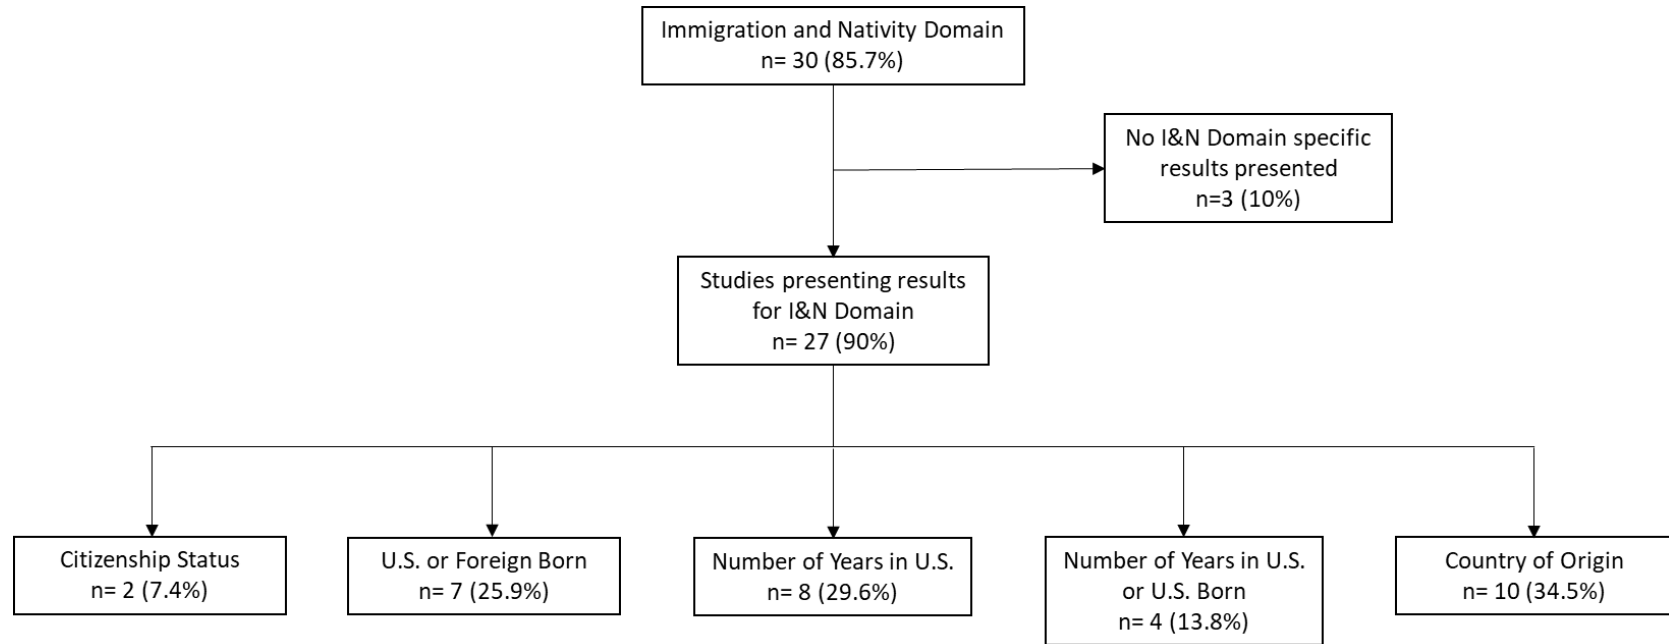 Immigration and Nativity Domain
n= 30 (85.7%)
No I&N Domain specific
results presented
n=3 (10%)
Studies presenting results
for I&N Domain
n= 27 (90%)
Citizenship Status
n= 2 (7.4%)
U.S. or Foreign Born
n= 7 (25.9%)
Number of Years in U.S.
n= 8 (29.6%)
Number of Years in U.S.
or U.S. Born
n= 4 (13.8%)
Country of Origin
n= 10 (34.5%)